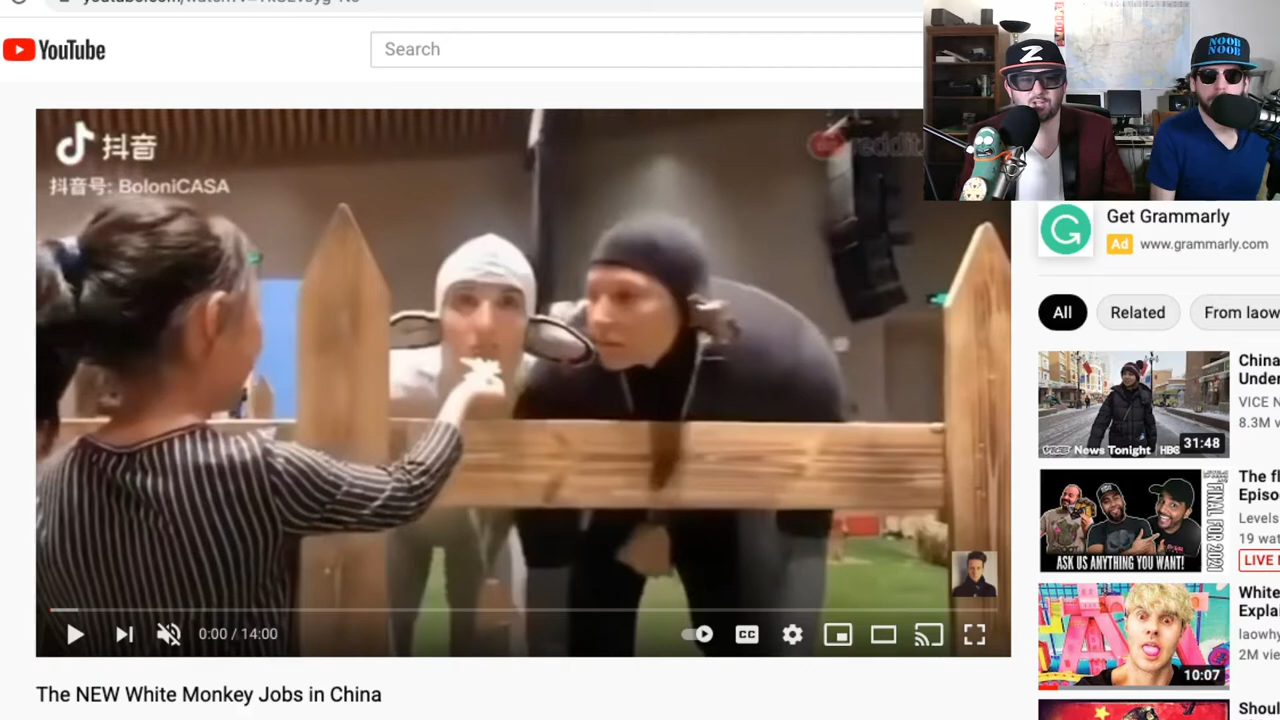 YouTube
Search
抖音
抖音号: BoloniCASA
reddit
Z
NOOB
NOOB
Get Grammarly
Ad www.grammarly.com
All
Related
From laow
China
Under
VICE N
8.3M v
VICE News Tonight | HBO
31:48
The fl
Episo
Levels
19 wat
LIVE
FINAL FOR 2021
ASK US ANYTHING YOU WANT!
White
Expla
laowhy
2M vie
10:07
Shoul
0:00 / 14:00
CC
The NEW White Monkey Jobs in China